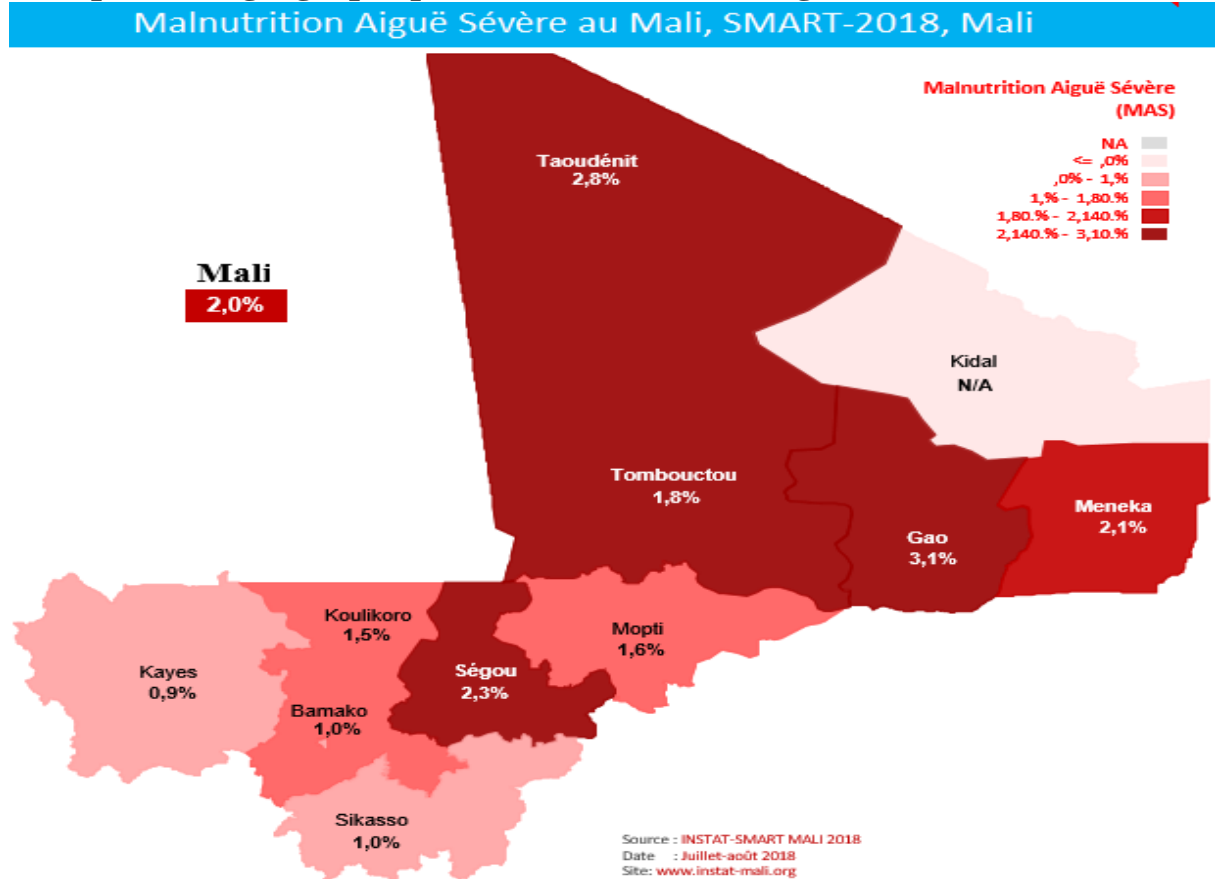 Malnutrition Aiguë Sévère au Mali, SMART-2018, Mali
Malnutrition Aiguë Sévère
(MAS)
NA
<= ,0%
,0% - 1,%
1,% - 1,80.%
1,80.% - 2,140.%
2,140.% - 3,10.%
Taoudénit
2,8%
Mali
2,0%
Kidal
N/A
Tombouctou
1,8%
Meneka
2,1%
Gao
3,1%
Koulikoro
1,5%
Mopti
1,6%
Kayes
0,9%
Ségou
2,3%
Bamako
1,0%
Sikasso
1,0%
Source : INSTAT-SMART MALI 2018
Date : Juillet-août 2018
Site: www.instat-mali.org